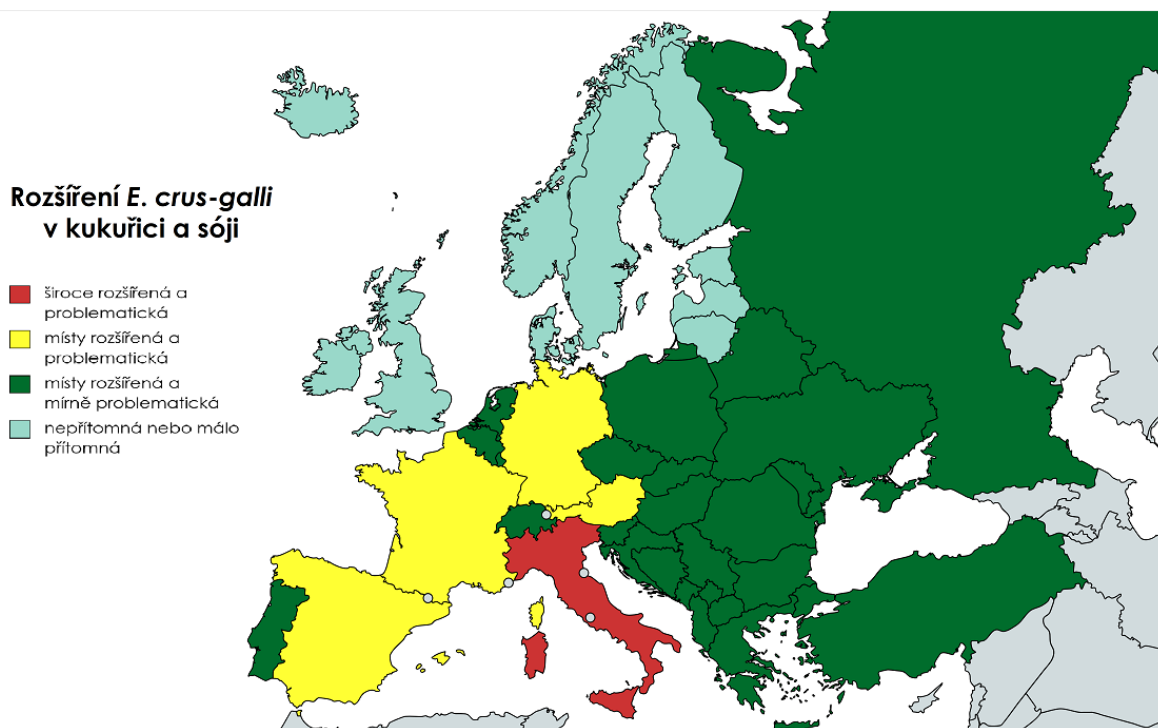 Rozšíření E. crus-galli
v kukuřici a sóji
široce rozšířená a
problematická
místy rozšířená a
problematická
místy rozšířená a
mírně problematická
nepřítomná nebo málo
přítomná